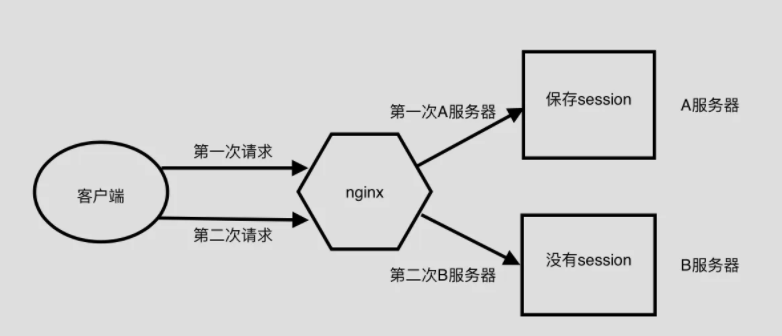 第一次A服务器
保存session
A服务器
第一次请求
客户端
nginx
第二次请求
第二次B服务器
没有session
B服务器